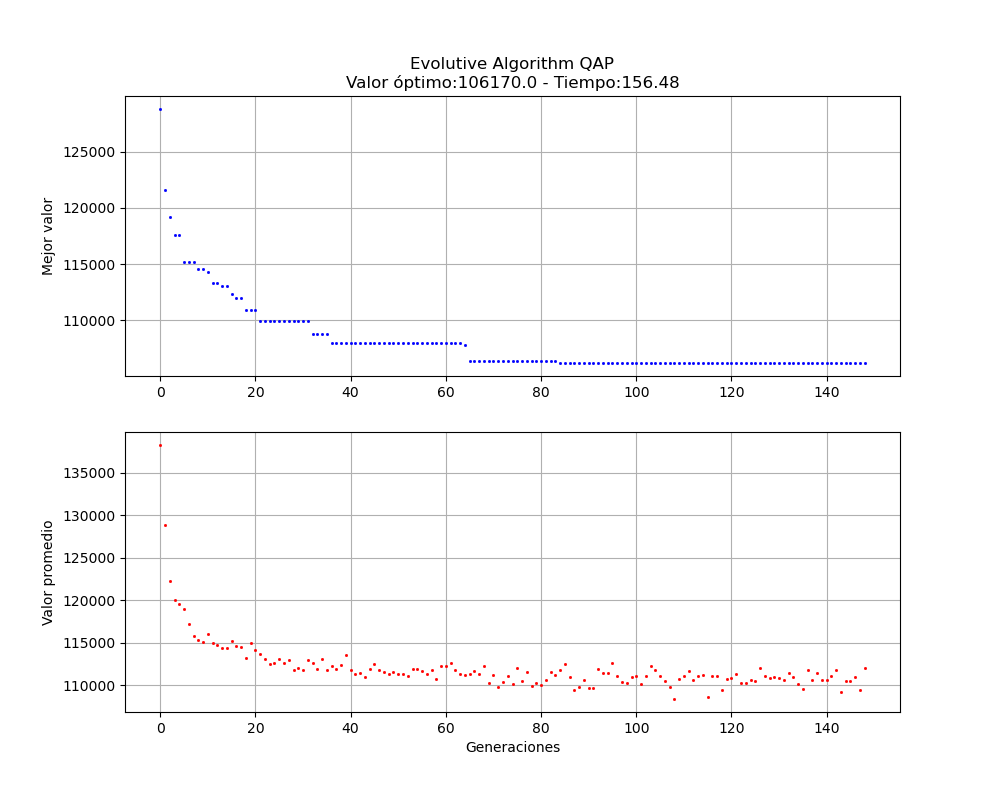 Evolutive Algorithm QAP
Valor óptimo:106170.0 - Tiempo:156.48
125000
120000
115000
110000
Mejor valor
0 20 40 60 80 100 120 140
135000
130000
125000
120000
115000
110000
Valor promedio
0 20 40 60 80 100 120 140
Generaciones